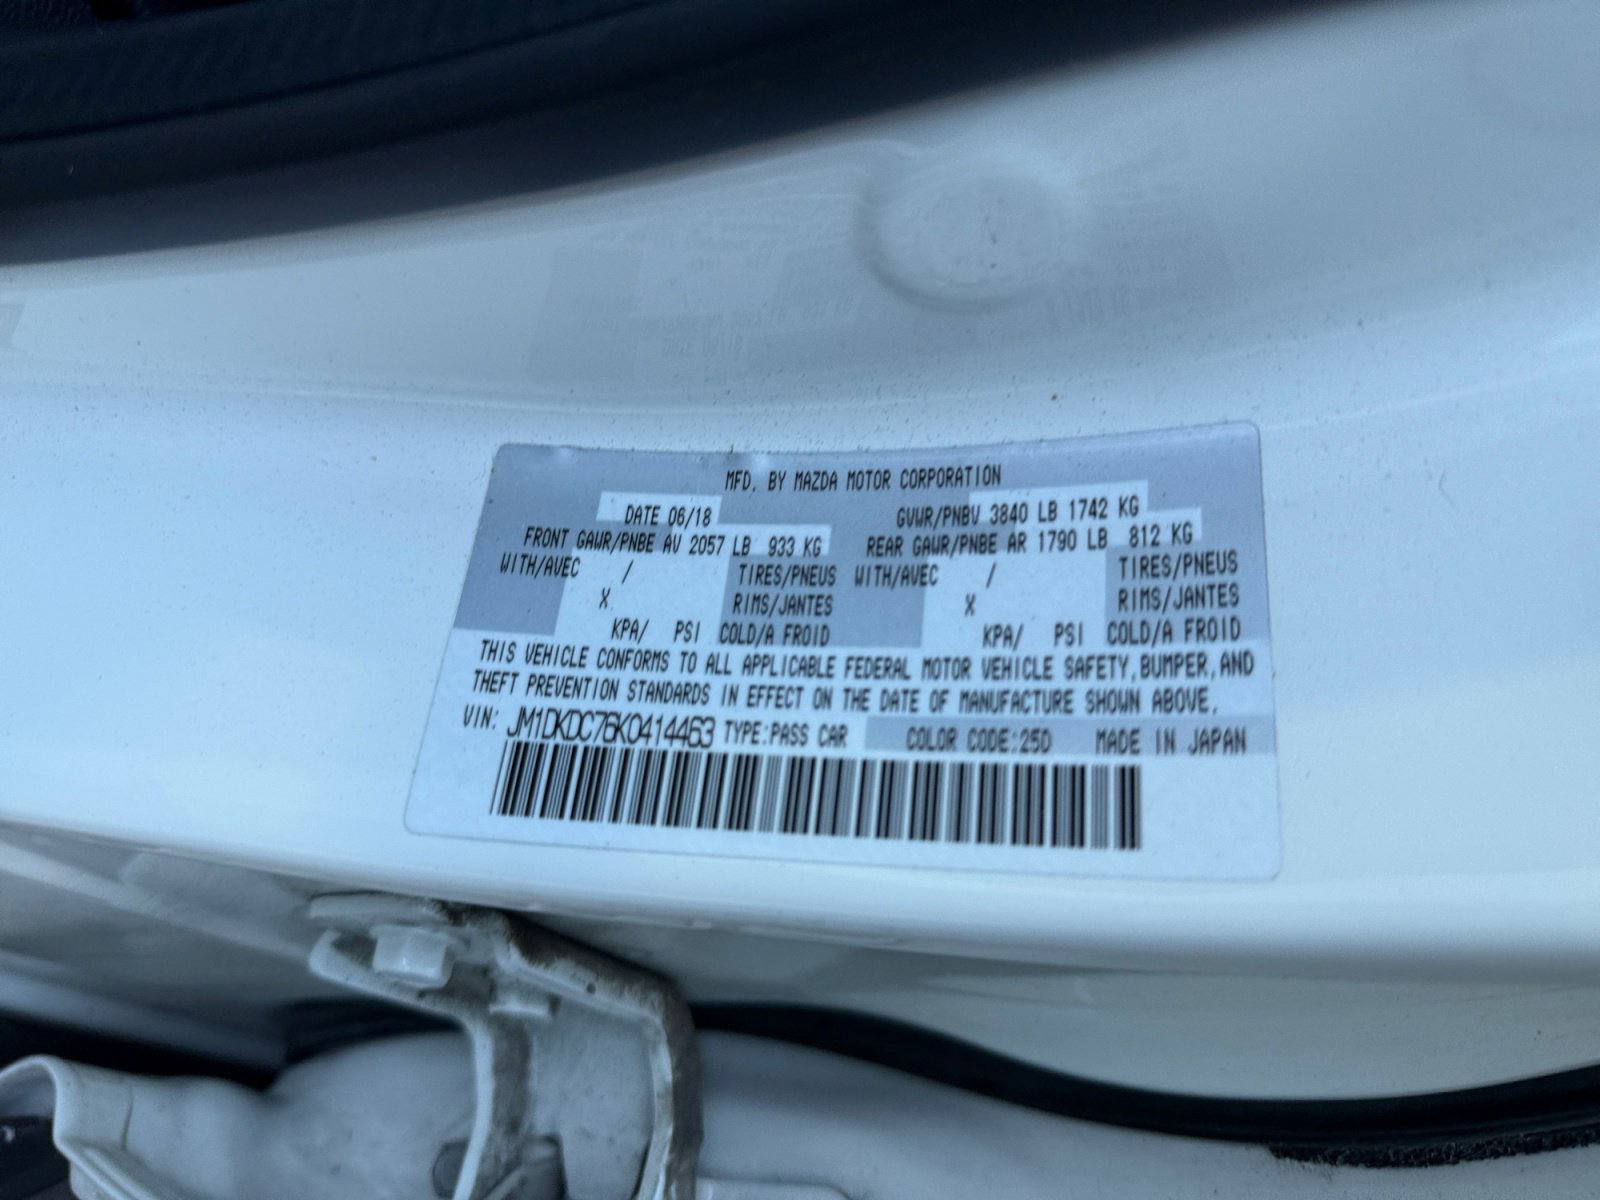 MFD. BY MAZDA MOTOR CORPORATION
DATE 06/18 GVWR/PNBV 3840 LB 1742 KG
FRONT GAWR/PNBE AV 2057 LB 933 KG REAR GAWR/PNBE AR 1790 LB 812 KG
WITH/AVEC / TIRES/PNEUS WITH/AVEC / TIRES/PNEUS
X RIMS/JANTES X RIMS/JANTES
KPA/ PSI COLD/A FROID KPA/ PSI COLD/A FROID
THIS VEHICLE CONFORMS TO ALL APPLICABLE FEDERAL MOTOR VEHICLE SAFETY, BUMPER, AND
THEFT PREVENTION STANDARDS IN EFFECT ON THE DATE OF MANUFACTURE SHOWN ABOVE.
VIN: JM1DKDC76K0414463 TYPE:PASS CAR COLOR CODE:25D MADE IN JAPAN